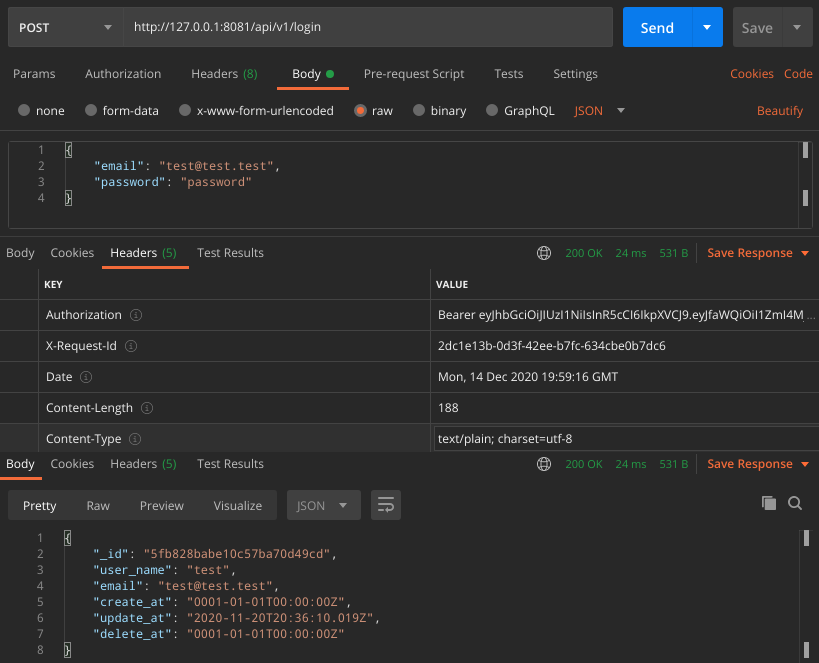 POST http://127.0.0.1:8081/api/v1/login Send Save
Params Authorization Headers (8) Body Pre-request Script Tests Settings Cookies Code
none form-data x-www-form-urlencoded raw binary GraphQL JSON Beautify
1 {
2 "email": "test@test.test",
3 "password": "password"
4 }
Body Cookies Headers (5) Test Results 200 OK 24 ms 531 B Save Response
KEY VALUE
Authorization Bearer eyJhbGciOiJIUzI1NiIsInR5cCI6IkpXVCJ9.eyJfaWQiOiI1ZmI4M...
X-Request-Id 2dc1e13b-0d3f-42ee-b7fc-634cbe0b7dc6
Date Mon, 14 Dec 2020 19:59:16 GMT
Content-Length 188
Content-Type text/plain; charset=utf-8
Body Cookies Headers (5) Test Results 200 OK 24 ms 531 B Save Response
Pretty Raw Preview Visualize JSON
1 {
2 "_id": "5fb828babe10c57ba70d49cd",
3 "user_name": "test",
4 "email": "test@test.test",
5 "create_at": "0001-01-01T00:00:00Z",
6 "update_at": "2020-11-20T20:36:10.019Z",
7 "delete_at": "0001-01-01T00:00:00Z"
8 }